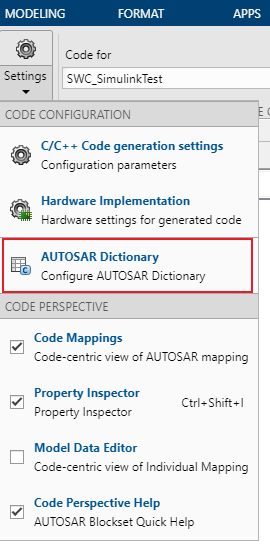 MODELING FORMAT APPS
Settings
Code for
SWC_SimulinkTest
CODE CONFIGURATION
C/C++ Code generation settings
Configuration parameters
Hardware Implementation
Hardware settings for generated code
AUTOSAR Dictionary
Configure AUTOSAR Dictionary
CODE PERSPECTIVE
Code Mappings
Code-centric view of AUTOSAR mapping
Property Inspector
Property Inspector Ctrl+Shift+I
Model Data Editor
Code-centric view of Individual Mapping
Code Perspective Help
AUTOSAR Blockset Quick Help